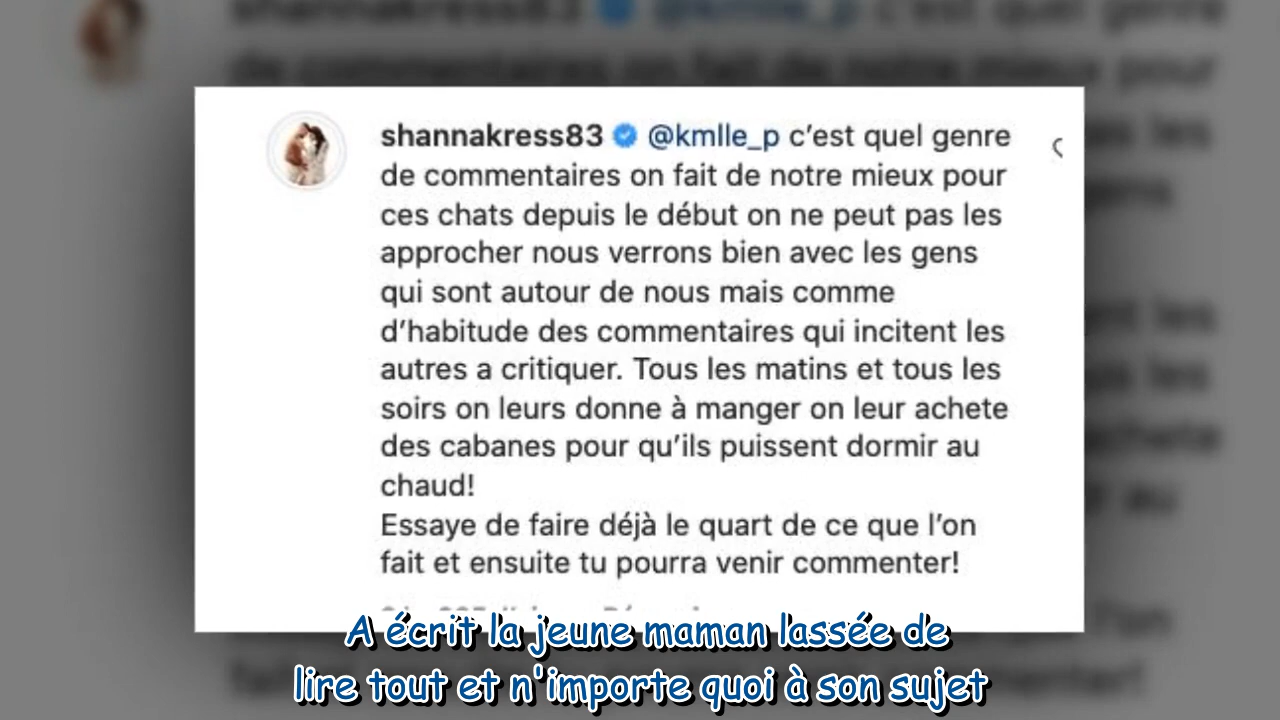 shannakress83 @kmlle_p c'est quel genre
de commentaires on fait de notre mieux pour
ces chats depuis le début on ne peut pas les
approcher nous verrons bien avec les gens
qui sont autour de nous mais comme
d'habitude des commentaires qui incitent les
autres a critiquer. Tous les matins et tous les
soirs on leurs donne à manger on leur achete
des cabanes pour qu'ils puissent dormir au
chaud!
Essaye de faire déjà le quart de ce que l'on
fait et ensuite tu pourra venir commenter!
A écrit la jeune maman lassée de
lire tout et n'importe quoi à son sujet